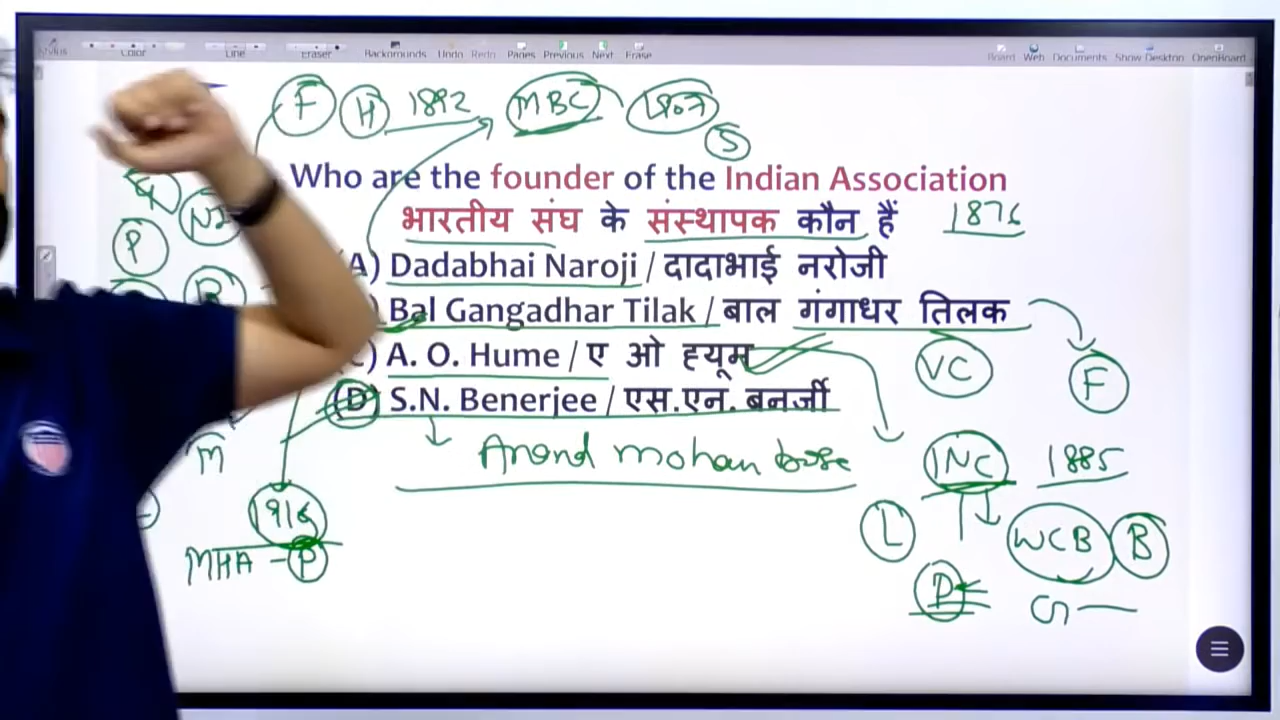 Color Line Eraser Backgrounds Undo Redo Pages Previous Next Erase Board Web Documents Show Desktop OpenBoard
F H 1892 MBC 1907
S
Who are the founder of the Indian Association
भारतीय संघ के संस्थापक कौन हैं 1876
A) Dadabhai Naroji / दादाभाई नरोजी
Bal Gangadhar Tilak / बाल गंगाधर तिलक
) A. O. Hume / ए ओ ह्यूम VC F
(D) S.N. Benerjee / एस.एन. बनर्जी
Anand mohan bose INC 1885
P
M
1916 L WCB B
MHA - P